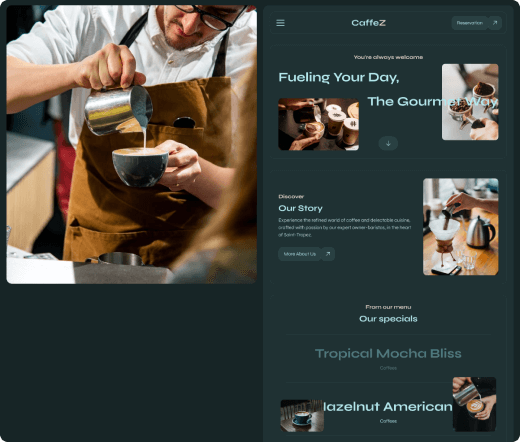 CaffeZ
Reservation
You're always welcome
Fueling Your Day,
The Gourmet Way
Discover
Our Story
Experience the refined world of coffee and delectable cuisine,
crafted with passion by our expert owner-baristas, in the heart
of Saint-Tropez.
More About Us
From our menu
Our specials
Tropical Mocha Bliss
Coffees
Hazelnut American
Coffees